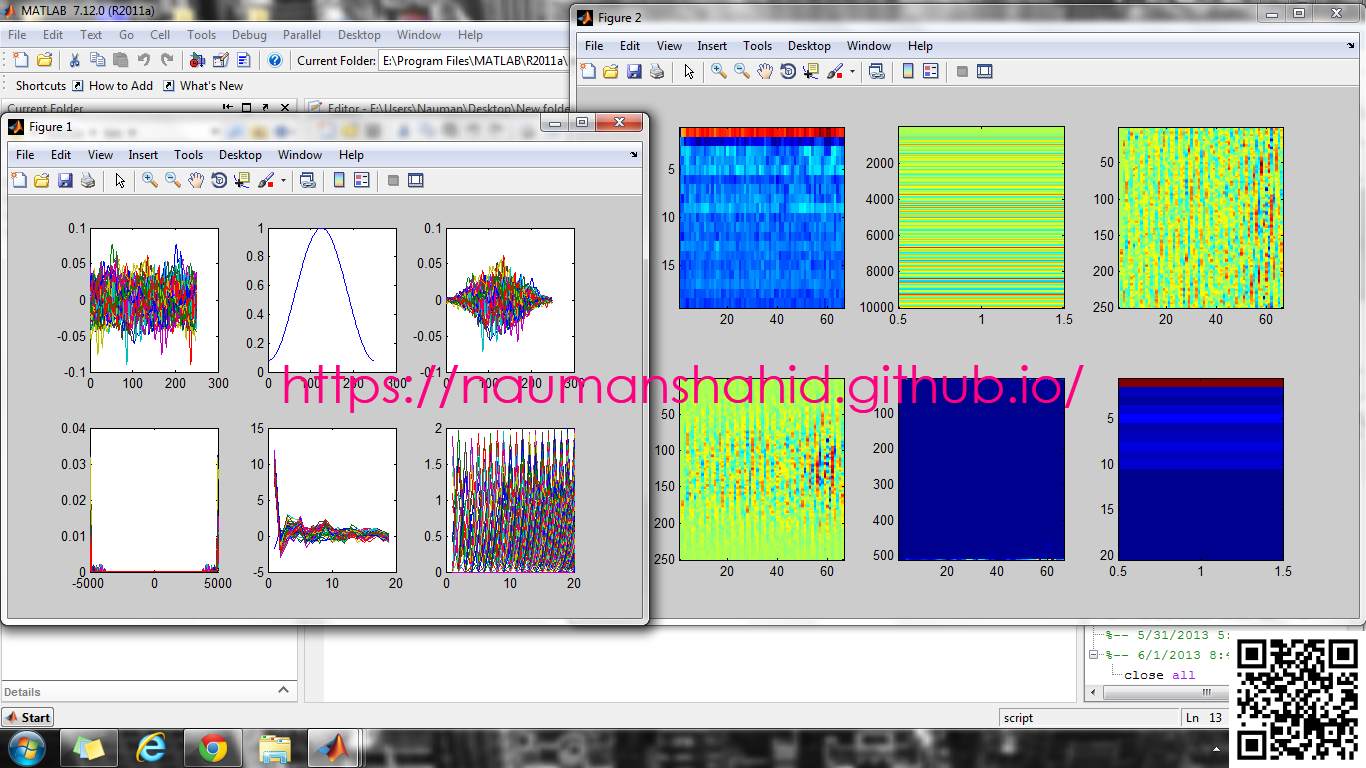 MATLAB 7.12.0 (R2011a)
File Edit Text Go Cell Tools Debug Parallel Desktop Window Help
Current Folder: E:\Program Files\MATLAB\R2011a\
Shortcuts How to Add What's New
Current Folder
Editor - E:\Users\Nauman\Desktop\New folde
Figure 1
File Edit View Insert Tools Desktop Window Help
0.1
0.05
0
-0.05
-0.1
0 100 200 300
1
0.8
0.6
0.4
0.2
0
0 100 200 300
0.1
0.05
0
-0.05
-0.1
0 100 200 300
0.04
0.03
0.02
0.01
0
-5000 0 5000
15
10
5
0
-5
0 10 20
2
1.5
1
0.5
0
0 10 20
Figure 2
File Edit View Insert Tools Desktop Window Help
5
10
15
20 40 60
2000
4000
6000
8000
10000
0.5 1 1.5
50
100
150
200
250
20 40 60
50
100
150
200
250
20 40 60
100
200
300
400
500
20 40 60
5
10
15
20
0.5 1 1.5
https://naumanshahid.github.io/
%-- 5/31/2013 5:
%-- 6/1/2013 8:4
close all
Details
Start
script
Ln 13